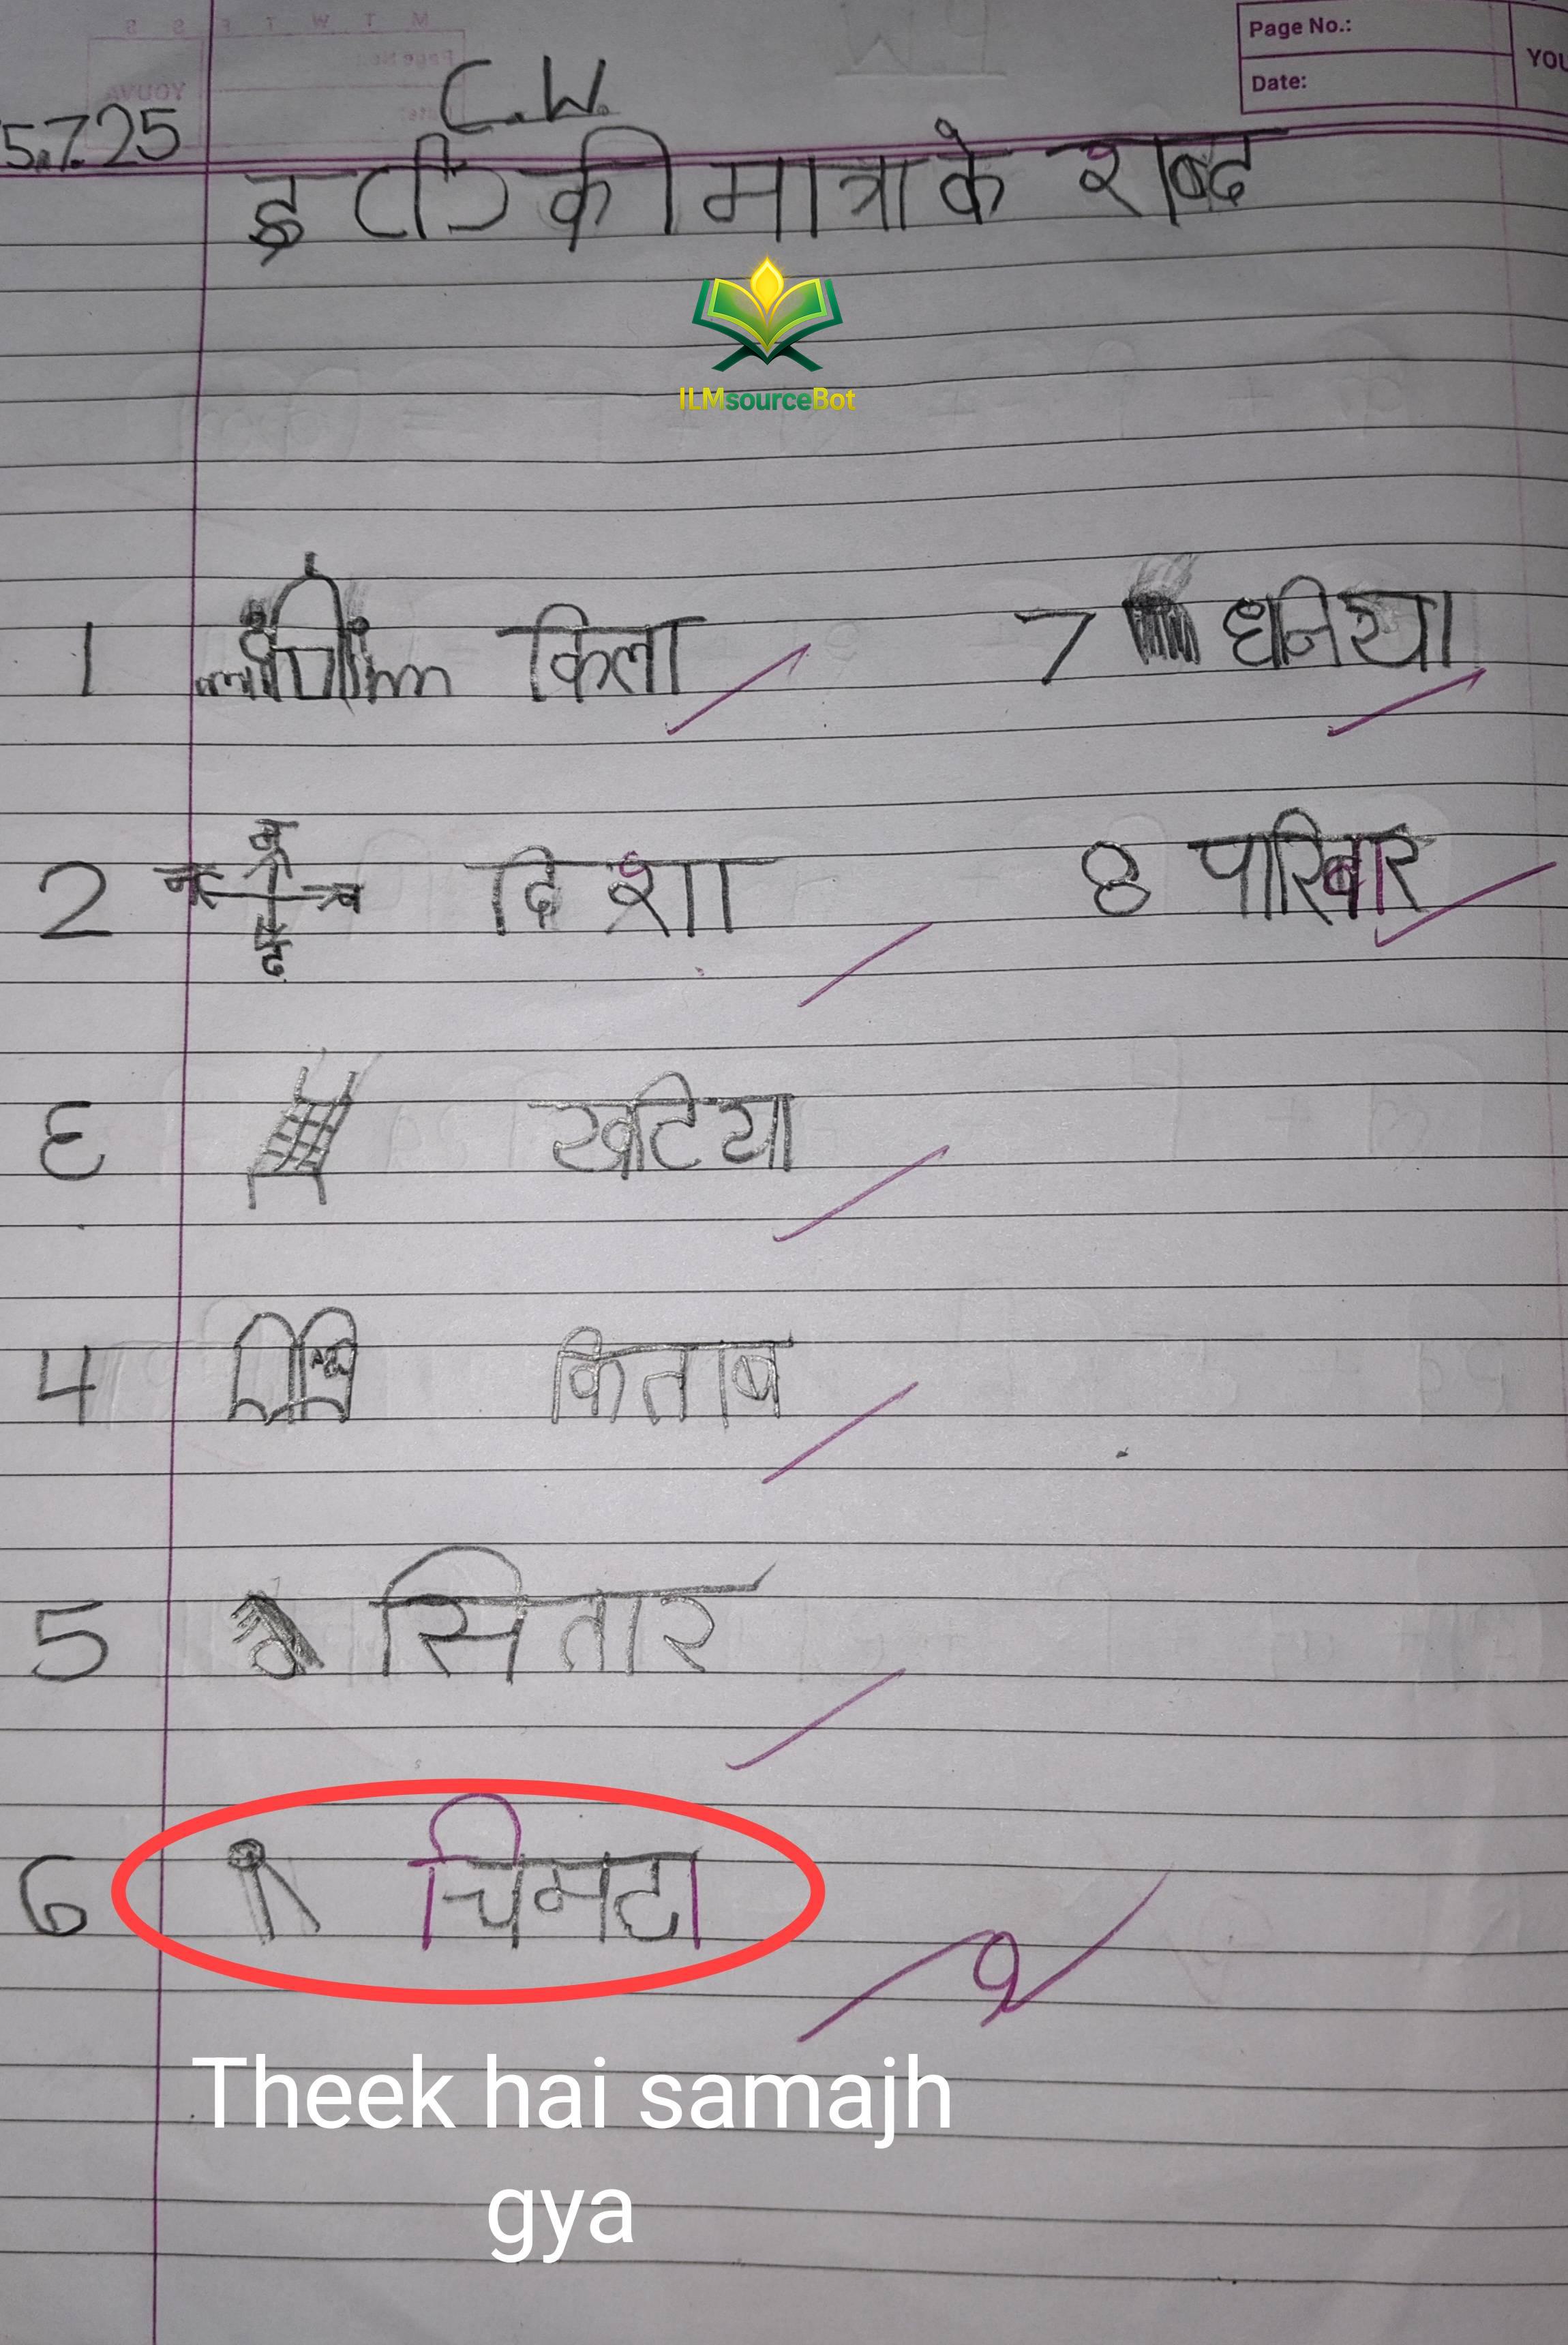 Page No.:
Date:
YOU
C.W.
5.7.25
इ ( ि ) की मात्रा के शब्द
ILMsourceBot
1 किला
7 धनिया
2 दिशा
8 परिवार
3 खटिया
4 किताब
5 सितार
6 चिमटा
Theek hai samajh
gya